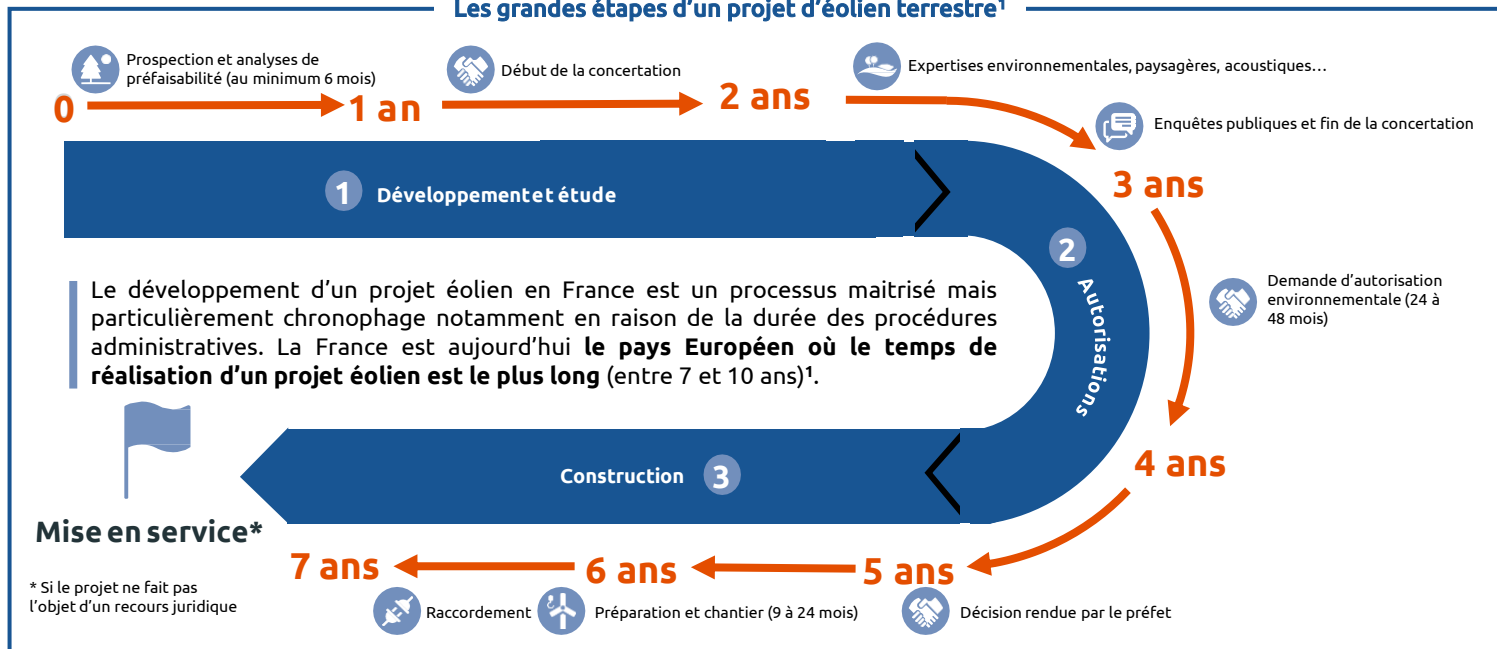 Les grandes étapes d'un projet d'éolien terrestre¹
Prospection et analyses de
préfaisabilité (au minimum 6 mois)
Début de la concertation
Expertises environnementales, paysagères, acoustiques…
0
1 an
2 ans
Enquêtes publiques et fin de la concertation
3 ans
1 Développement et étude
2
Autorisations
Demande d'autorisation
environnementale (24 à
48 mois)
Le développement d'un projet éolien en France est un processus maitrisé mais
particulièrement chronophage notamment en raison de la durée des procédures
administratives. La France est aujourd'hui le pays Européen où le temps de
réalisation d'un projet éolien est le plus long (entre 7 et 10 ans)¹.
4 ans
Construction 3
Mise en service*
7 ans
6 ans
5 ans
* Si le projet ne fait pas
l'objet d'un recours juridique
Raccordement
Préparation et chantier (9 à 24 mois)
Décision rendue par le préfet